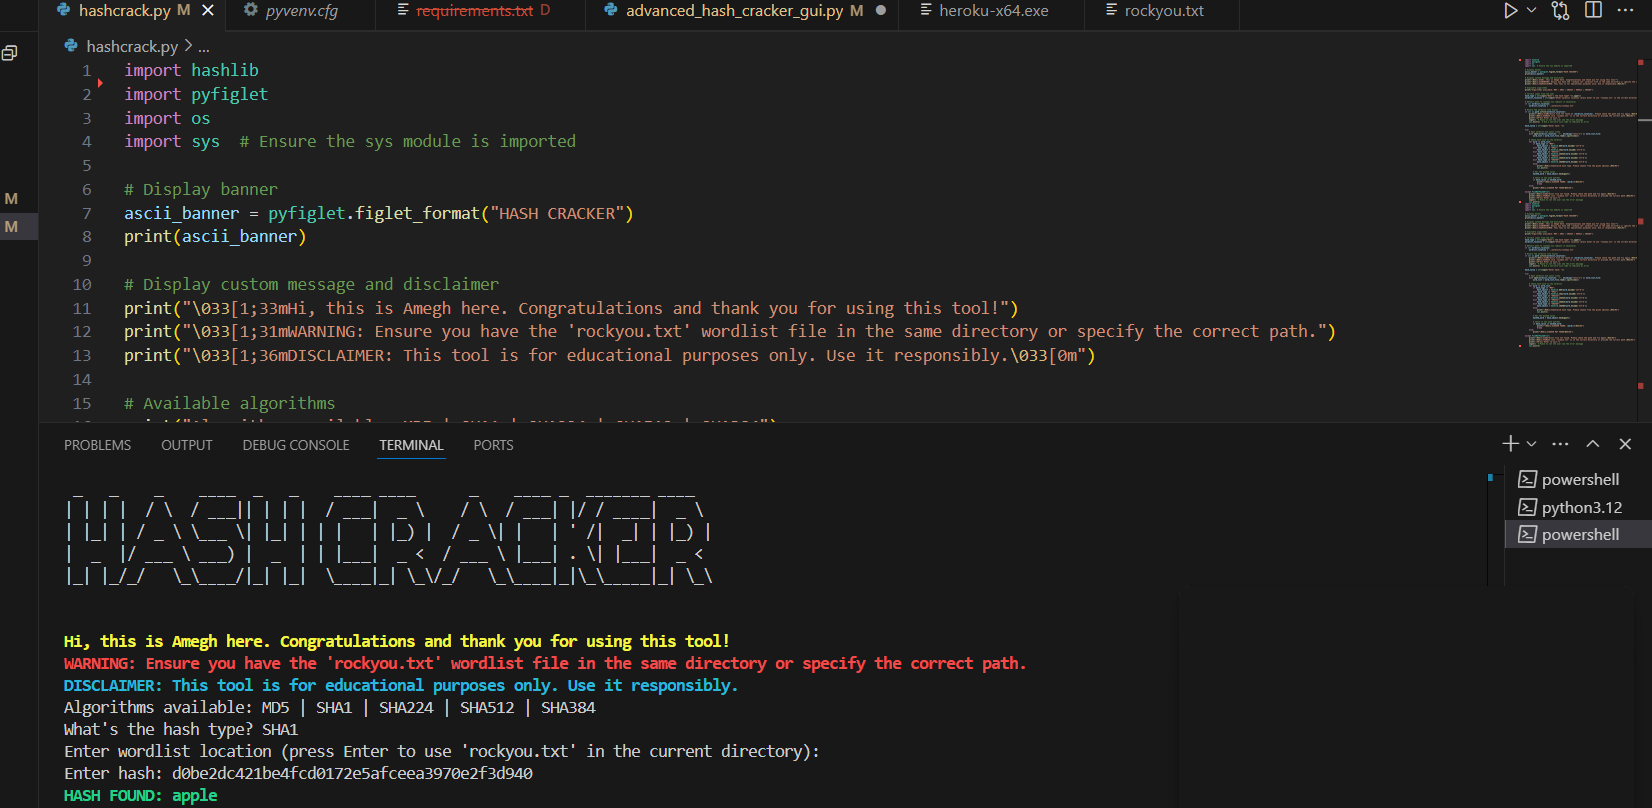 hashcrack.py M
pyvenv.cfg
requirements.txt D
advanced_hash_cracker_gui.py M
heroku-x64.exe
rockyou.txt
hashcrack.py > ...
M
M
1 import hashlib
2 import pyfiglet
3 import os
4 import sys  # Ensure the sys module is imported
5
6 # Display banner
7 ascii_banner = pyfiglet.figlet_format("HASH CRACKER")
8 print(ascii_banner)
9
10 # Display custom message and disclaimer
11 print("\033[1;33mHi, this is Amegh here. Congratulations and thank you for using this tool!")
12 print("\033[1;31mWARNING: Ensure you have the 'rockyou.txt' wordlist file in the same directory or specify the correct path.")
13 print("\033[1;36mDISCLAIMER: This tool is for educational purposes only. Use it responsibly.\033[0m")
14
15 # Available algorithms
PROBLEMS OUTPUT DEBUG CONSOLE TERMINAL PORTS
powershell
python3.12
powershell
HASH CRACKER
Hi, this is Amegh here. Congratulations and thank you for using this tool!
WARNING: Ensure you have the 'rockyou.txt' wordlist file in the same directory or specify the correct path.
DISCLAIMER: This tool is for educational purposes only. Use it responsibly.
Algorithms available: MD5 | SHA1 | SHA224 | SHA512 | SHA384
What's the hash type? SHA1
Enter wordlist location (press Enter to use 'rockyou.txt' in the current directory):
Enter hash: d0be2dc421be4fcd0172e5afceea3970e2f3d940
HASH FOUND: apple